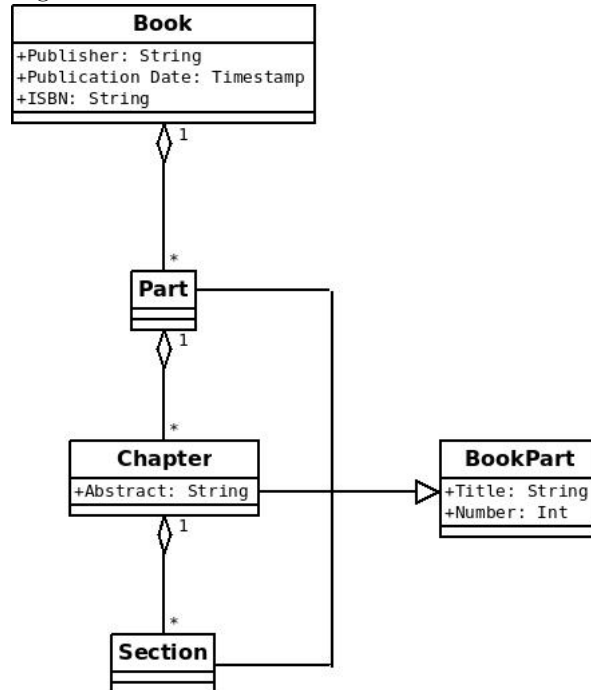 Book
+Publisher: String
+Publication Date: Timestamp
+ISBN: String
1
*
Part
1
*
Chapter
+Abstract: String
BookPart
+Title: String
+Number: Int
1
*
Section